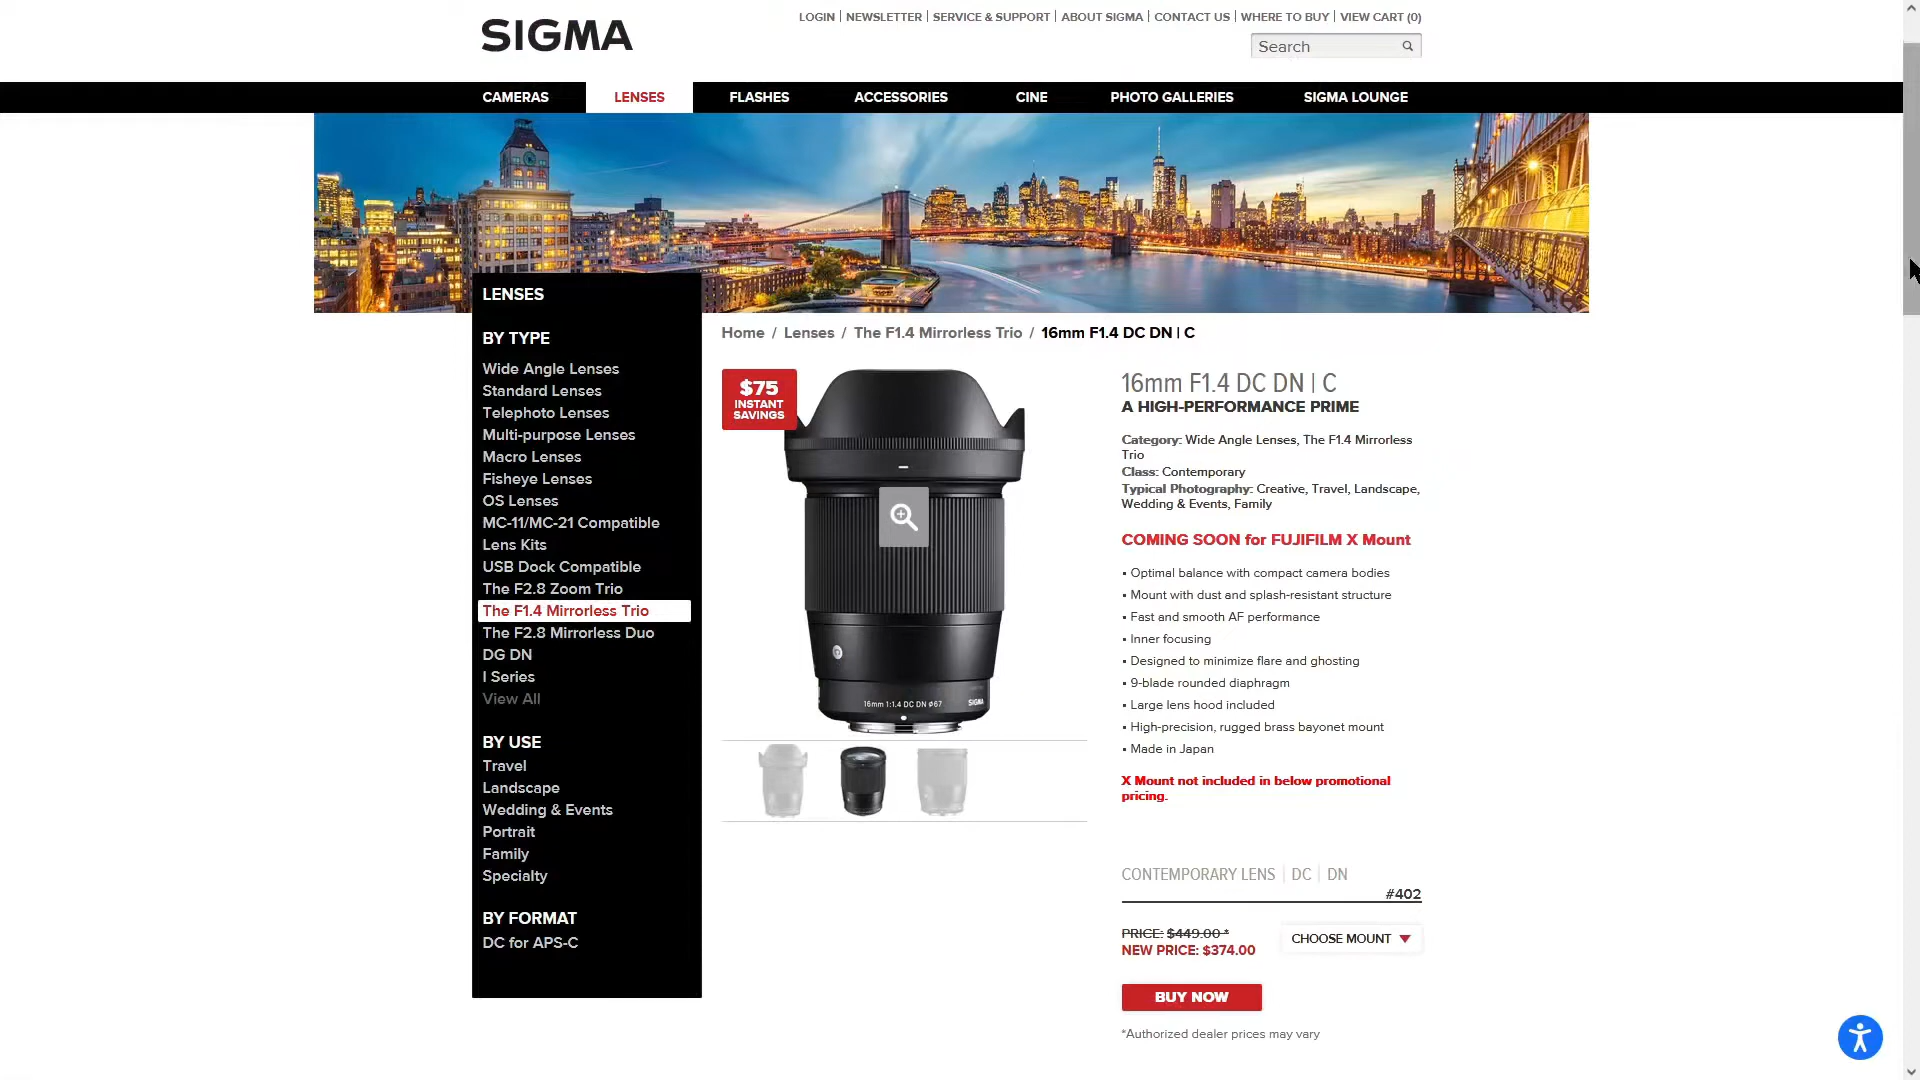 SIGMA
LOGIN | NEWSLETTER | SERVICE & SUPPORT | ABOUT SIGMA | CONTACT US | WHERE TO BUY | VIEW CART (0)
Search
CAMERAS LENSES FLASHES ACCESSORIES CINE PHOTO GALLERIES SIGMA LOUNGE
LENSES
BY TYPE
Wide Angle Lenses
Standard Lenses
Telephoto Lenses
Multi-purpose Lenses
Macro Lenses
Fisheye Lenses
OS Lenses
MC-11/MC-21 Compatible
Lens Kits
USB Dock Compatible
The F2.8 Zoom Trio
The F1.4 Mirrorless Trio
The F2.8 Mirrorless Duo
DG DN
I Series
View All
BY USE
Travel
Landscape
Wedding & Events
Portrait
Family
Specialty
BY FORMAT
DC for APS-C
Home / Lenses / The F1.4 Mirrorless Trio / 16mm F1.4 DC DN | C
$75
INSTANT
SAVINGS
16mm 1:1.4 DC DN Ø67
SIGMA
16mm F1.4 DC DN | C
A HIGH-PERFORMANCE PRIME
Category: Wide Angle Lenses, The F1.4 Mirrorless
Trio
Class: Contemporary
Typical Photography: Creative, Travel, Landscape,
Wedding & Events, Family
COMING SOON for FUJIFILM X Mount
▪ Optimal balance with compact camera bodies
▪ Mount with dust and splash-resistant structure
▪ Fast and smooth AF performance
▪ Inner focusing
▪ Designed to minimize flare and ghosting
▪ 9-blade rounded diaphragm
▪ Large lens hood included
▪ High-precision, rugged brass bayonet mount
▪ Made in Japan
X Mount not included in below promotional
pricing.
CONTEMPORARY LENS | DC | DN
#402
PRICE: $449.00 *
NEW PRICE: $374.00
CHOOSE MOUNT
BUY NOW
*Authorized dealer prices may vary